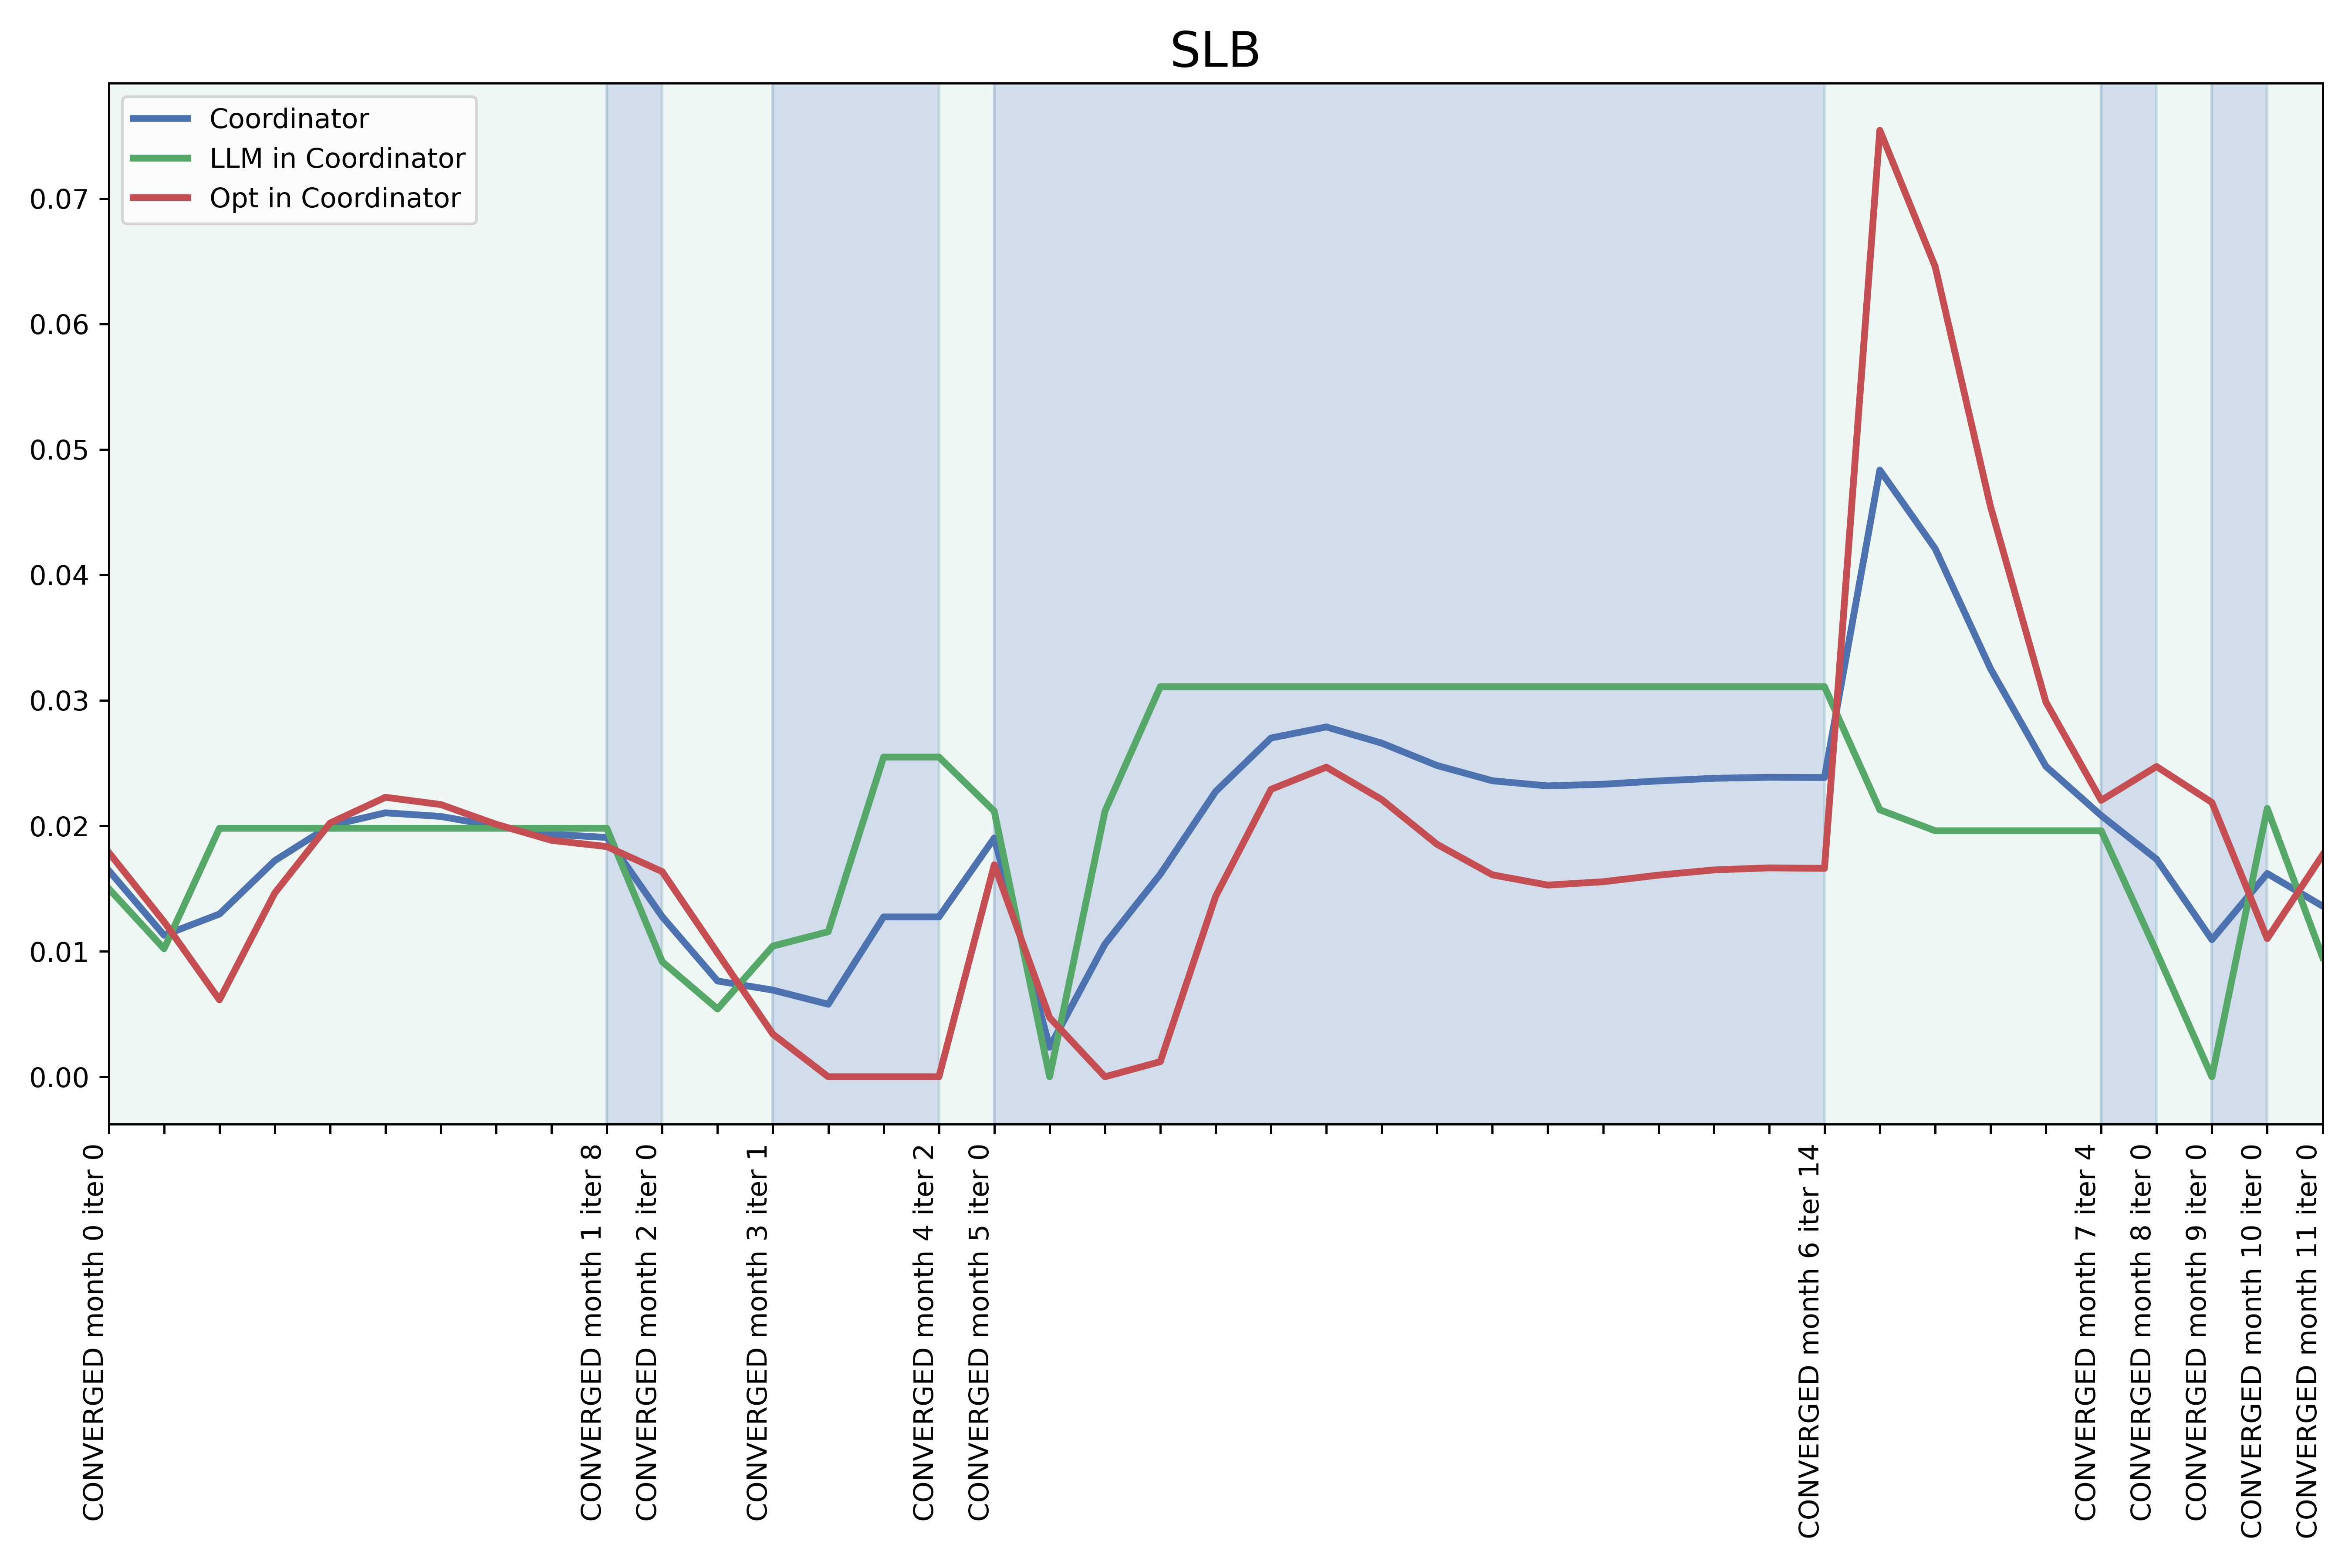 SLB
Coordinator
LLM in Coordinator
Opt in Coordinator
0.07
0.06
0.05
0.04
0.03
0.02
0.01
0.00
CONVERGED month 0 iter 0
CONVERGED month 1 iter 8
CONVERGED month 2 iter 0
CONVERGED month 3 iter 1
CONVERGED month 4 iter 2
CONVERGED month 5 iter 0
CONVERGED month 6 iter 14
CONVERGED month 7 iter 4
CONVERGED month 8 iter 0
CONVERGED month 9 iter 0
CONVERGED month 10 iter 0
CONVERGED month 11 iter 0